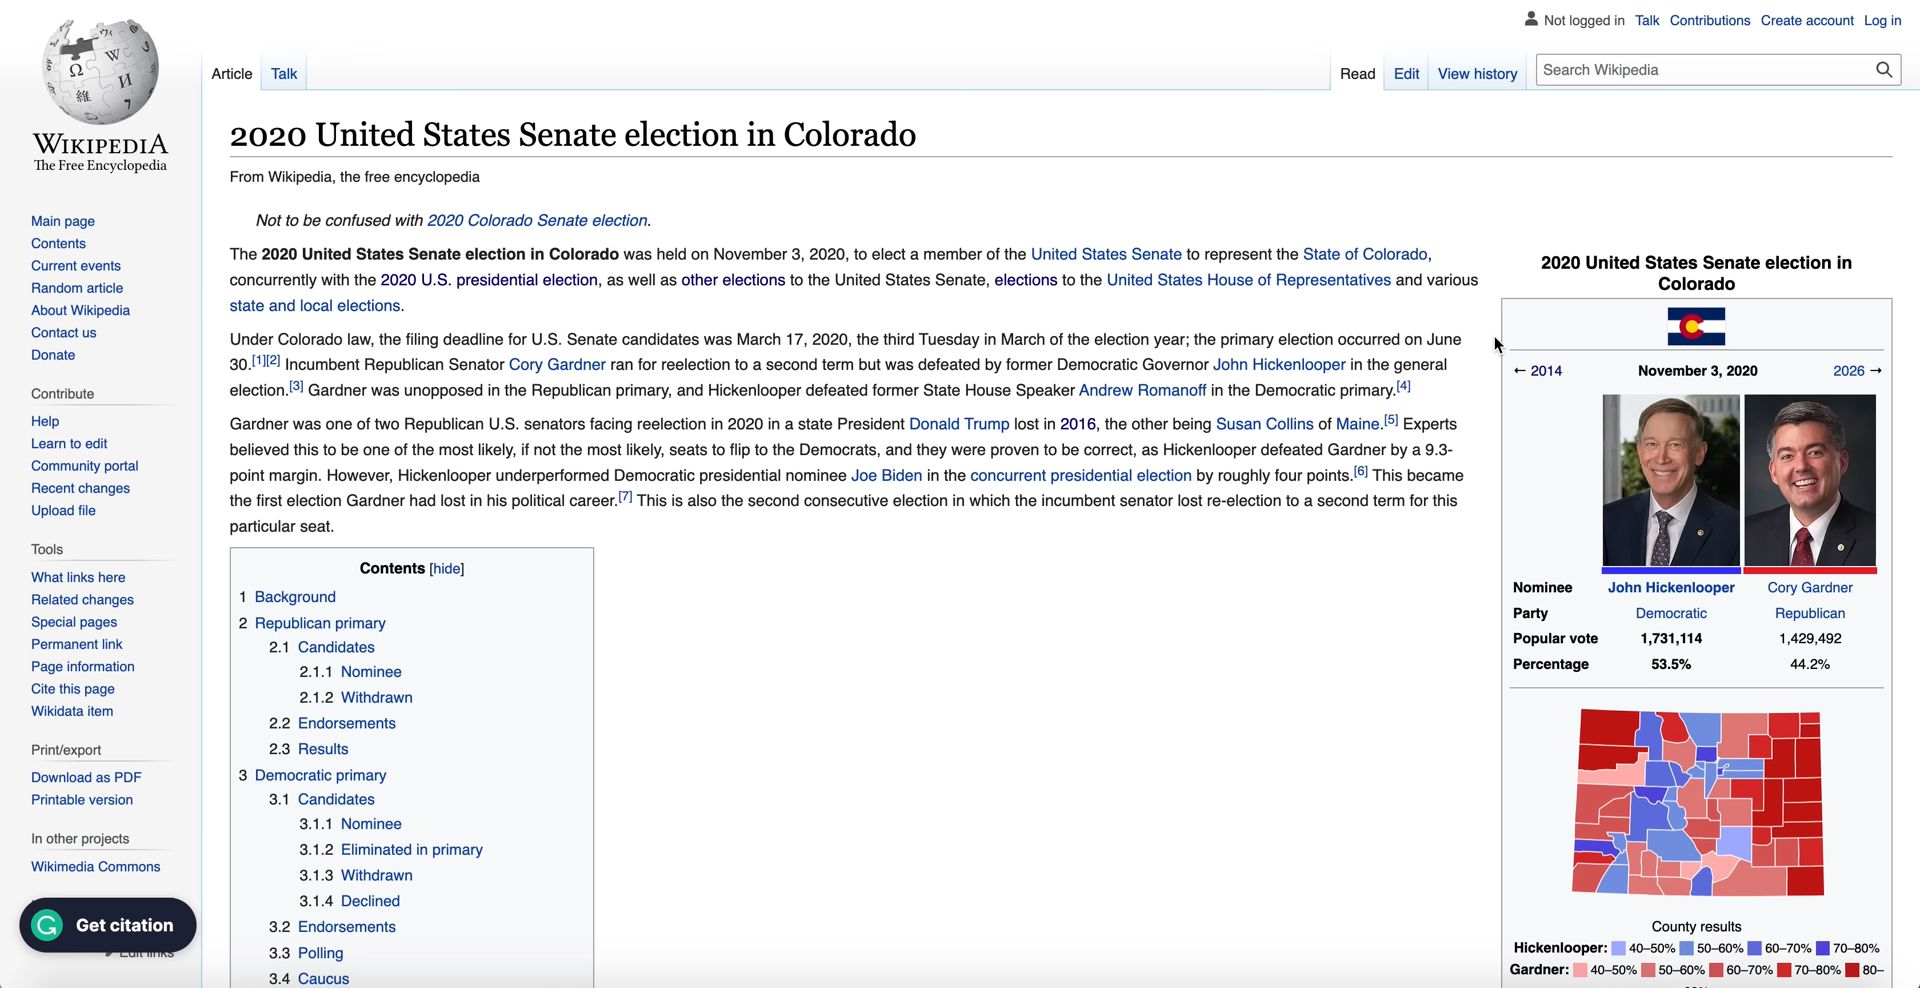 Not logged in Talk Contributions Create account Log in
Article Talk Read Edit View history Search Wikipedia
WIKIPEDIA
The Free Encyclopedia
Main page
Contents
Current events
Random article
About Wikipedia
Contact us
Donate
Contribute
Help
Learn to edit
Community portal
Recent changes
Upload file
Tools
What links here
Related changes
Special pages
Permanent link
Page information
Cite this page
Wikidata item
Print/export
Download as PDF
Printable version
In other projects
Wikimedia Commons
Get citation
Edit links
2020 United States Senate election in Colorado
From Wikipedia, the free encyclopedia
Not to be confused with 2020 Colorado Senate election.
The 2020 United States Senate election in Colorado was held on November 3, 2020, to elect a member of the United States Senate to represent the State of Colorado,
concurrently with the 2020 U.S. presidential election, as well as other elections to the United States Senate, elections to the United States House of Representatives and various
state and local elections.
Under Colorado law, the filing deadline for U.S. Senate candidates was March 17, 2020, the third Tuesday in March of the election year; the primary election occurred on June
30.[1][2] Incumbent Republican Senator Cory Gardner ran for reelection to a second term but was defeated by former Democratic Governor John Hickenlooper in the general
election.[3] Gardner was unopposed in the Republican primary, and Hickenlooper defeated former State House Speaker Andrew Romanoff in the Democratic primary.[4]
Gardner was one of two Republican U.S. senators facing reelection in 2020 in a state President Donald Trump lost in 2016, the other being Susan Collins of Maine.[5] Experts
believed this to be one of the most likely, if not the most likely, seats to flip to the Democrats, and they were proven to be correct, as Hickenlooper defeated Gardner by a 9.3-
point margin. However, Hickenlooper underperformed Democratic presidential nominee Joe Biden in the concurrent presidential election by roughly four points.[6] This became
the first election Gardner had lost in his political career.[7] This is also the second consecutive election in which the incumbent senator lost re-election to a second term for this
particular seat.
Contents [hide]
1 Background
2 Republican primary
2.1 Candidates
2.1.1 Nominee
2.1.2 Withdrawn
2.2 Endorsements
2.3 Results
3 Democratic primary
3.1 Candidates
3.1.1 Nominee
3.1.2 Eliminated in primary
3.1.3 Withdrawn
3.1.4 Declined
3.2 Endorsements
3.3 Polling
3.4 Caucus
2020 United States Senate election in
Colorado
← 2014 November 3, 2020 2026 →
Nominee John Hickenlooper Cory Gardner
Party Democratic Republican
Popular vote 1,731,114 1,429,492
Percentage 53.5% 44.2%
County results
Hickenlooper: 40–50% 50–60% 60–70% 70–80%
Gardner: 40–50% 50–60% 60–70% 70–80% 80–